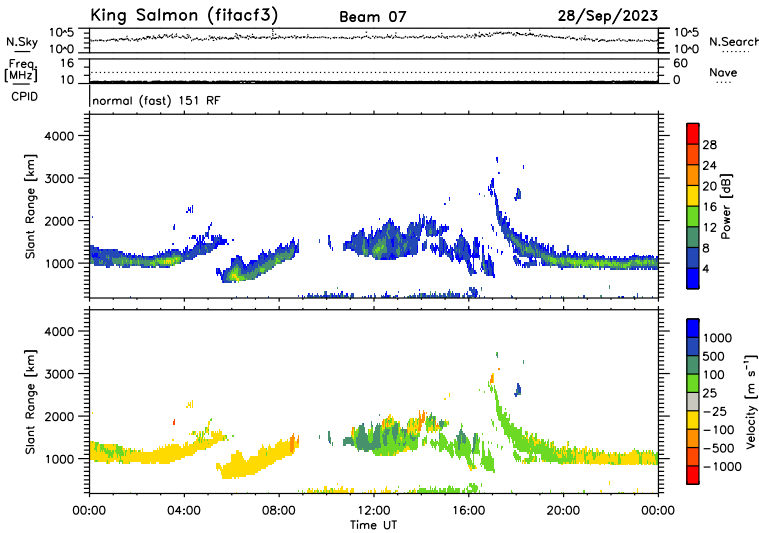 King Salmon (fitacf3) Beam 07 28/Sep/2023
N.Sky 10^5 10^0 10^5 10^0 N.Search
Freq. [MHz] 16 10 60 0 Nave
CPID normal (fast) 151 RF
Slant Range [km] 4000 3000 2000 1000
Power [dB] 28 24 20 16 12 8 4
Slant Range [km] 4000 3000 2000 1000
Velocity [m s^-1] 1000 500 100 25 -25 -100 -500 -1000
00:00 04:00 08:00 12:00 16:00 20:00 00:00
Time UT